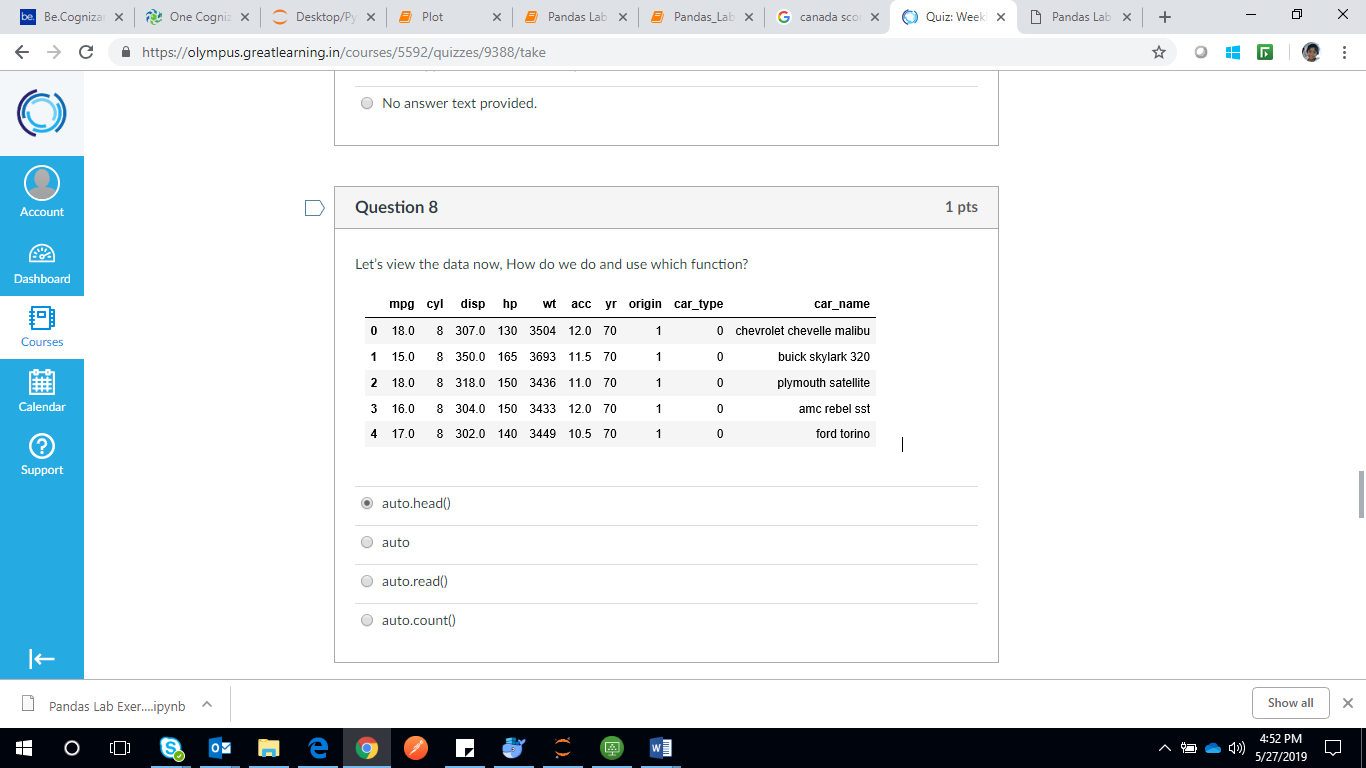 be. Be.Cognizan
One Cogniz
Desktop/Py
Plot
Pandas Lab
Pandas_Lab
canada scor
Quiz: Week
Pandas Lab
https://olympus.greatlearning.in/courses/5592/quizzes/9388/take
No answer text provided.
Account
Dashboard
Courses
Calendar
Support
Question 8 1 pts
Let's view the data now, How do we do and use which function?
mpg cyl disp hp wt acc yr origin car_type car_name
0 18.0 8 307.0 130 3504 12.0 70 1 0 chevrolet chevelle malibu
1 15.0 8 350.0 165 3693 11.5 70 1 0 buick skylark 320
2 18.0 8 318.0 150 3436 11.0 70 1 0 plymouth satellite
3 16.0 8 304.0 150 3433 12.0 70 1 0 amc rebel sst
4 17.0 8 302.0 140 3449 10.5 70 1 0 ford torino
auto.head()
auto
auto.read()
auto.count()
Pandas Lab Exer....ipynb
Show all
4:52 PM
5/27/2019